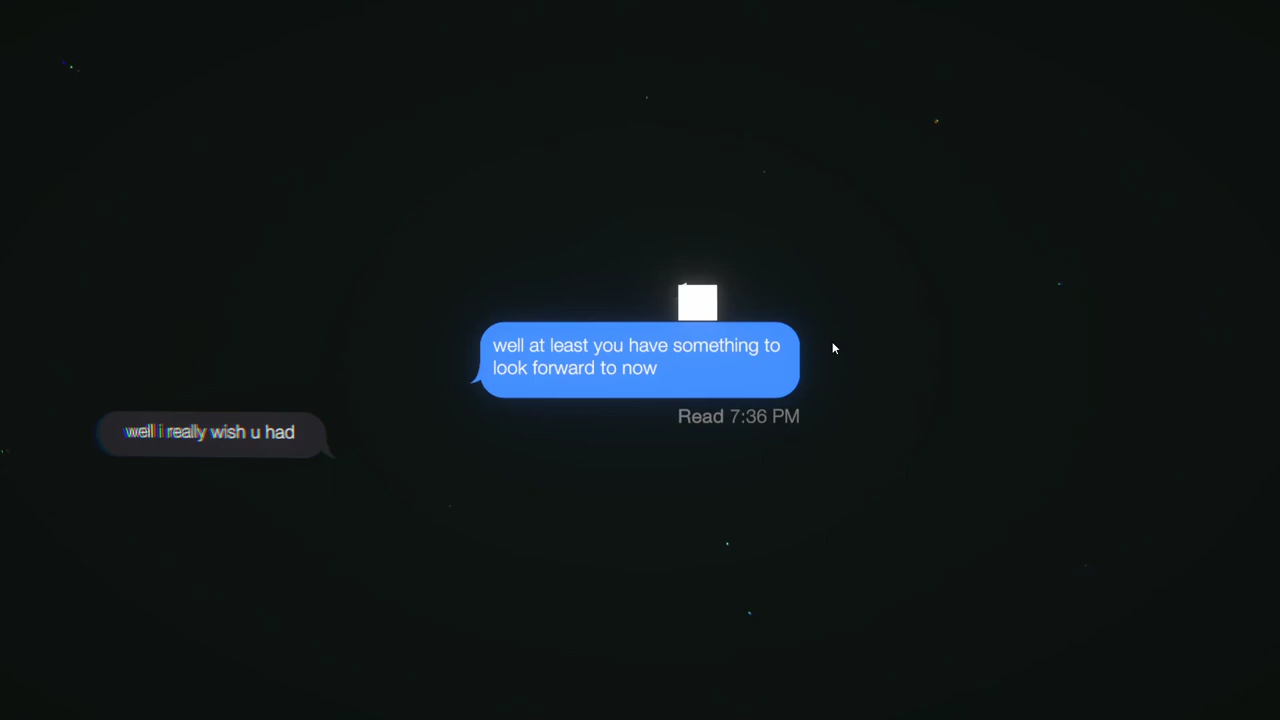 well at least you have something to
look forward to now
Read 7:36 PM
well i really wish u had